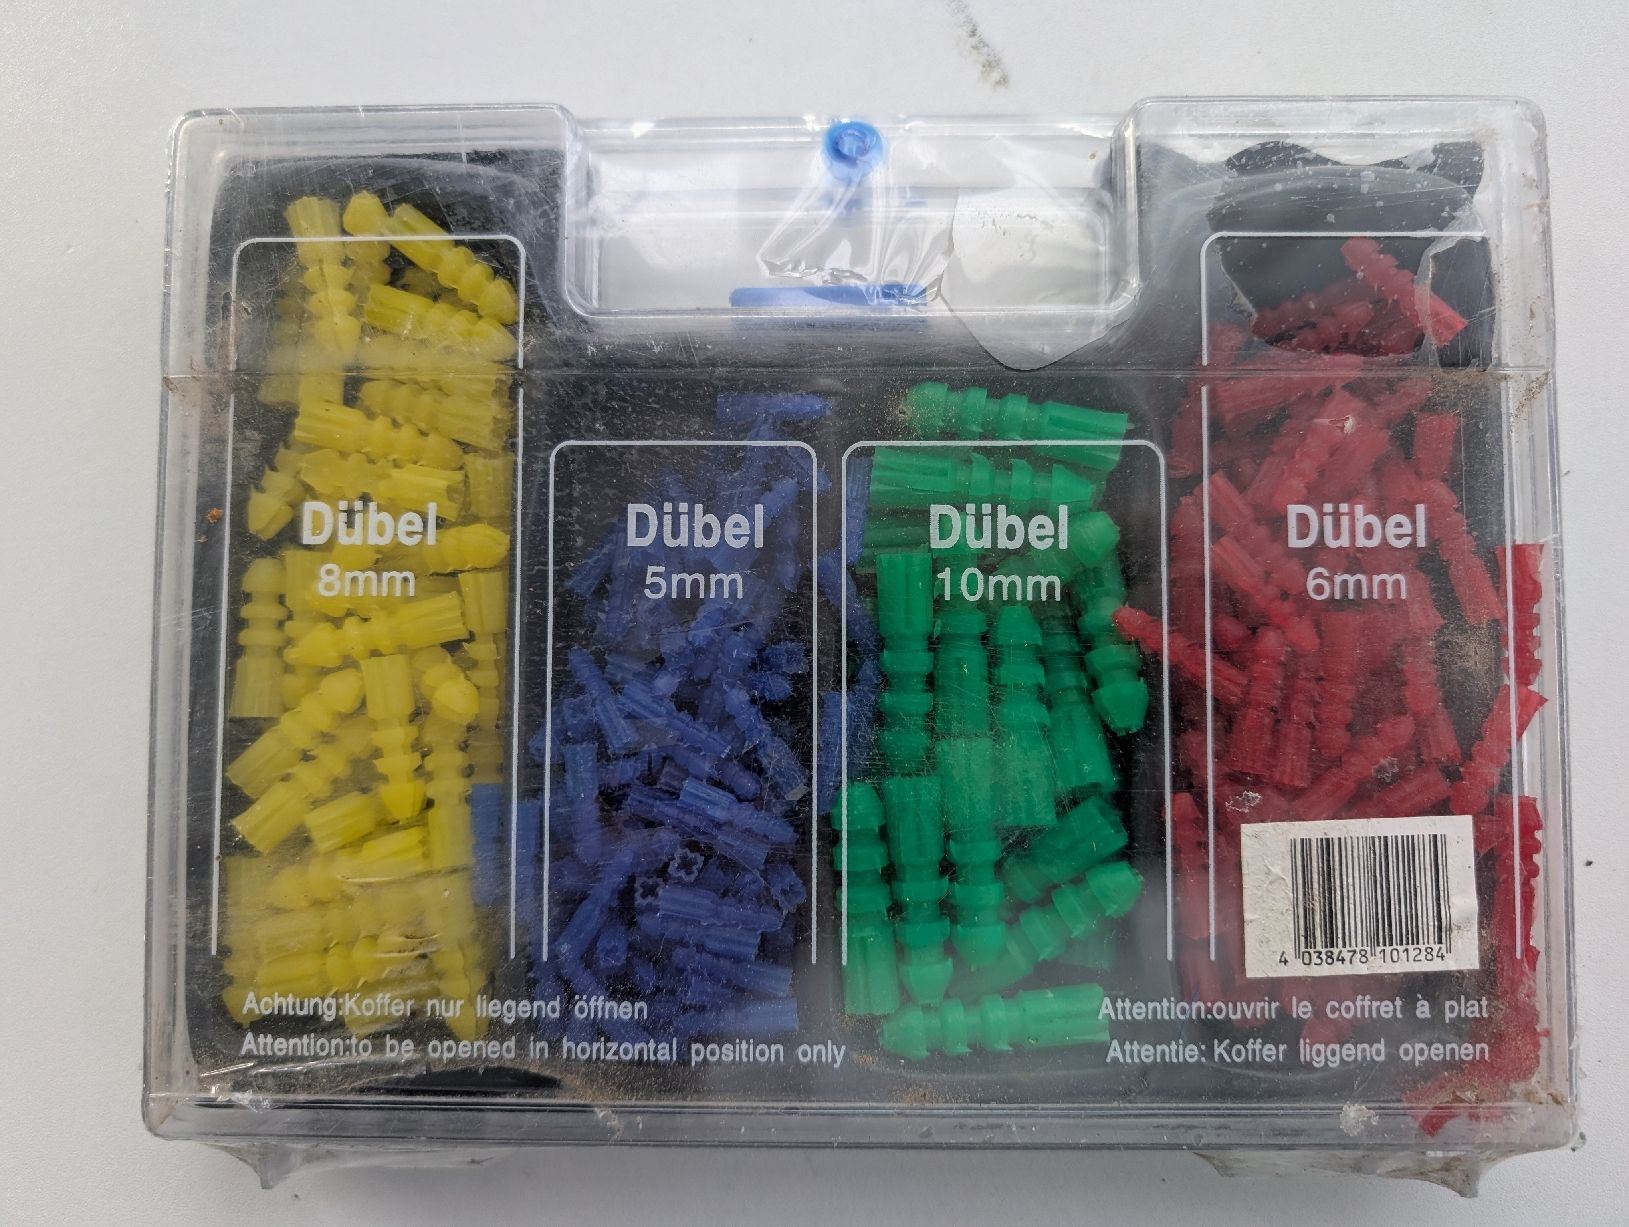 Dübel
8mm
Dübel
5mm
Dübel
10mm
Dübel
6mm
4 038478 101284
Achtung:Koffer nur liegend öffnen
Attention:to be opened in horizontal position only
Attention:ouvrir le coffret à plat
Attentie: Koffer liggend openen